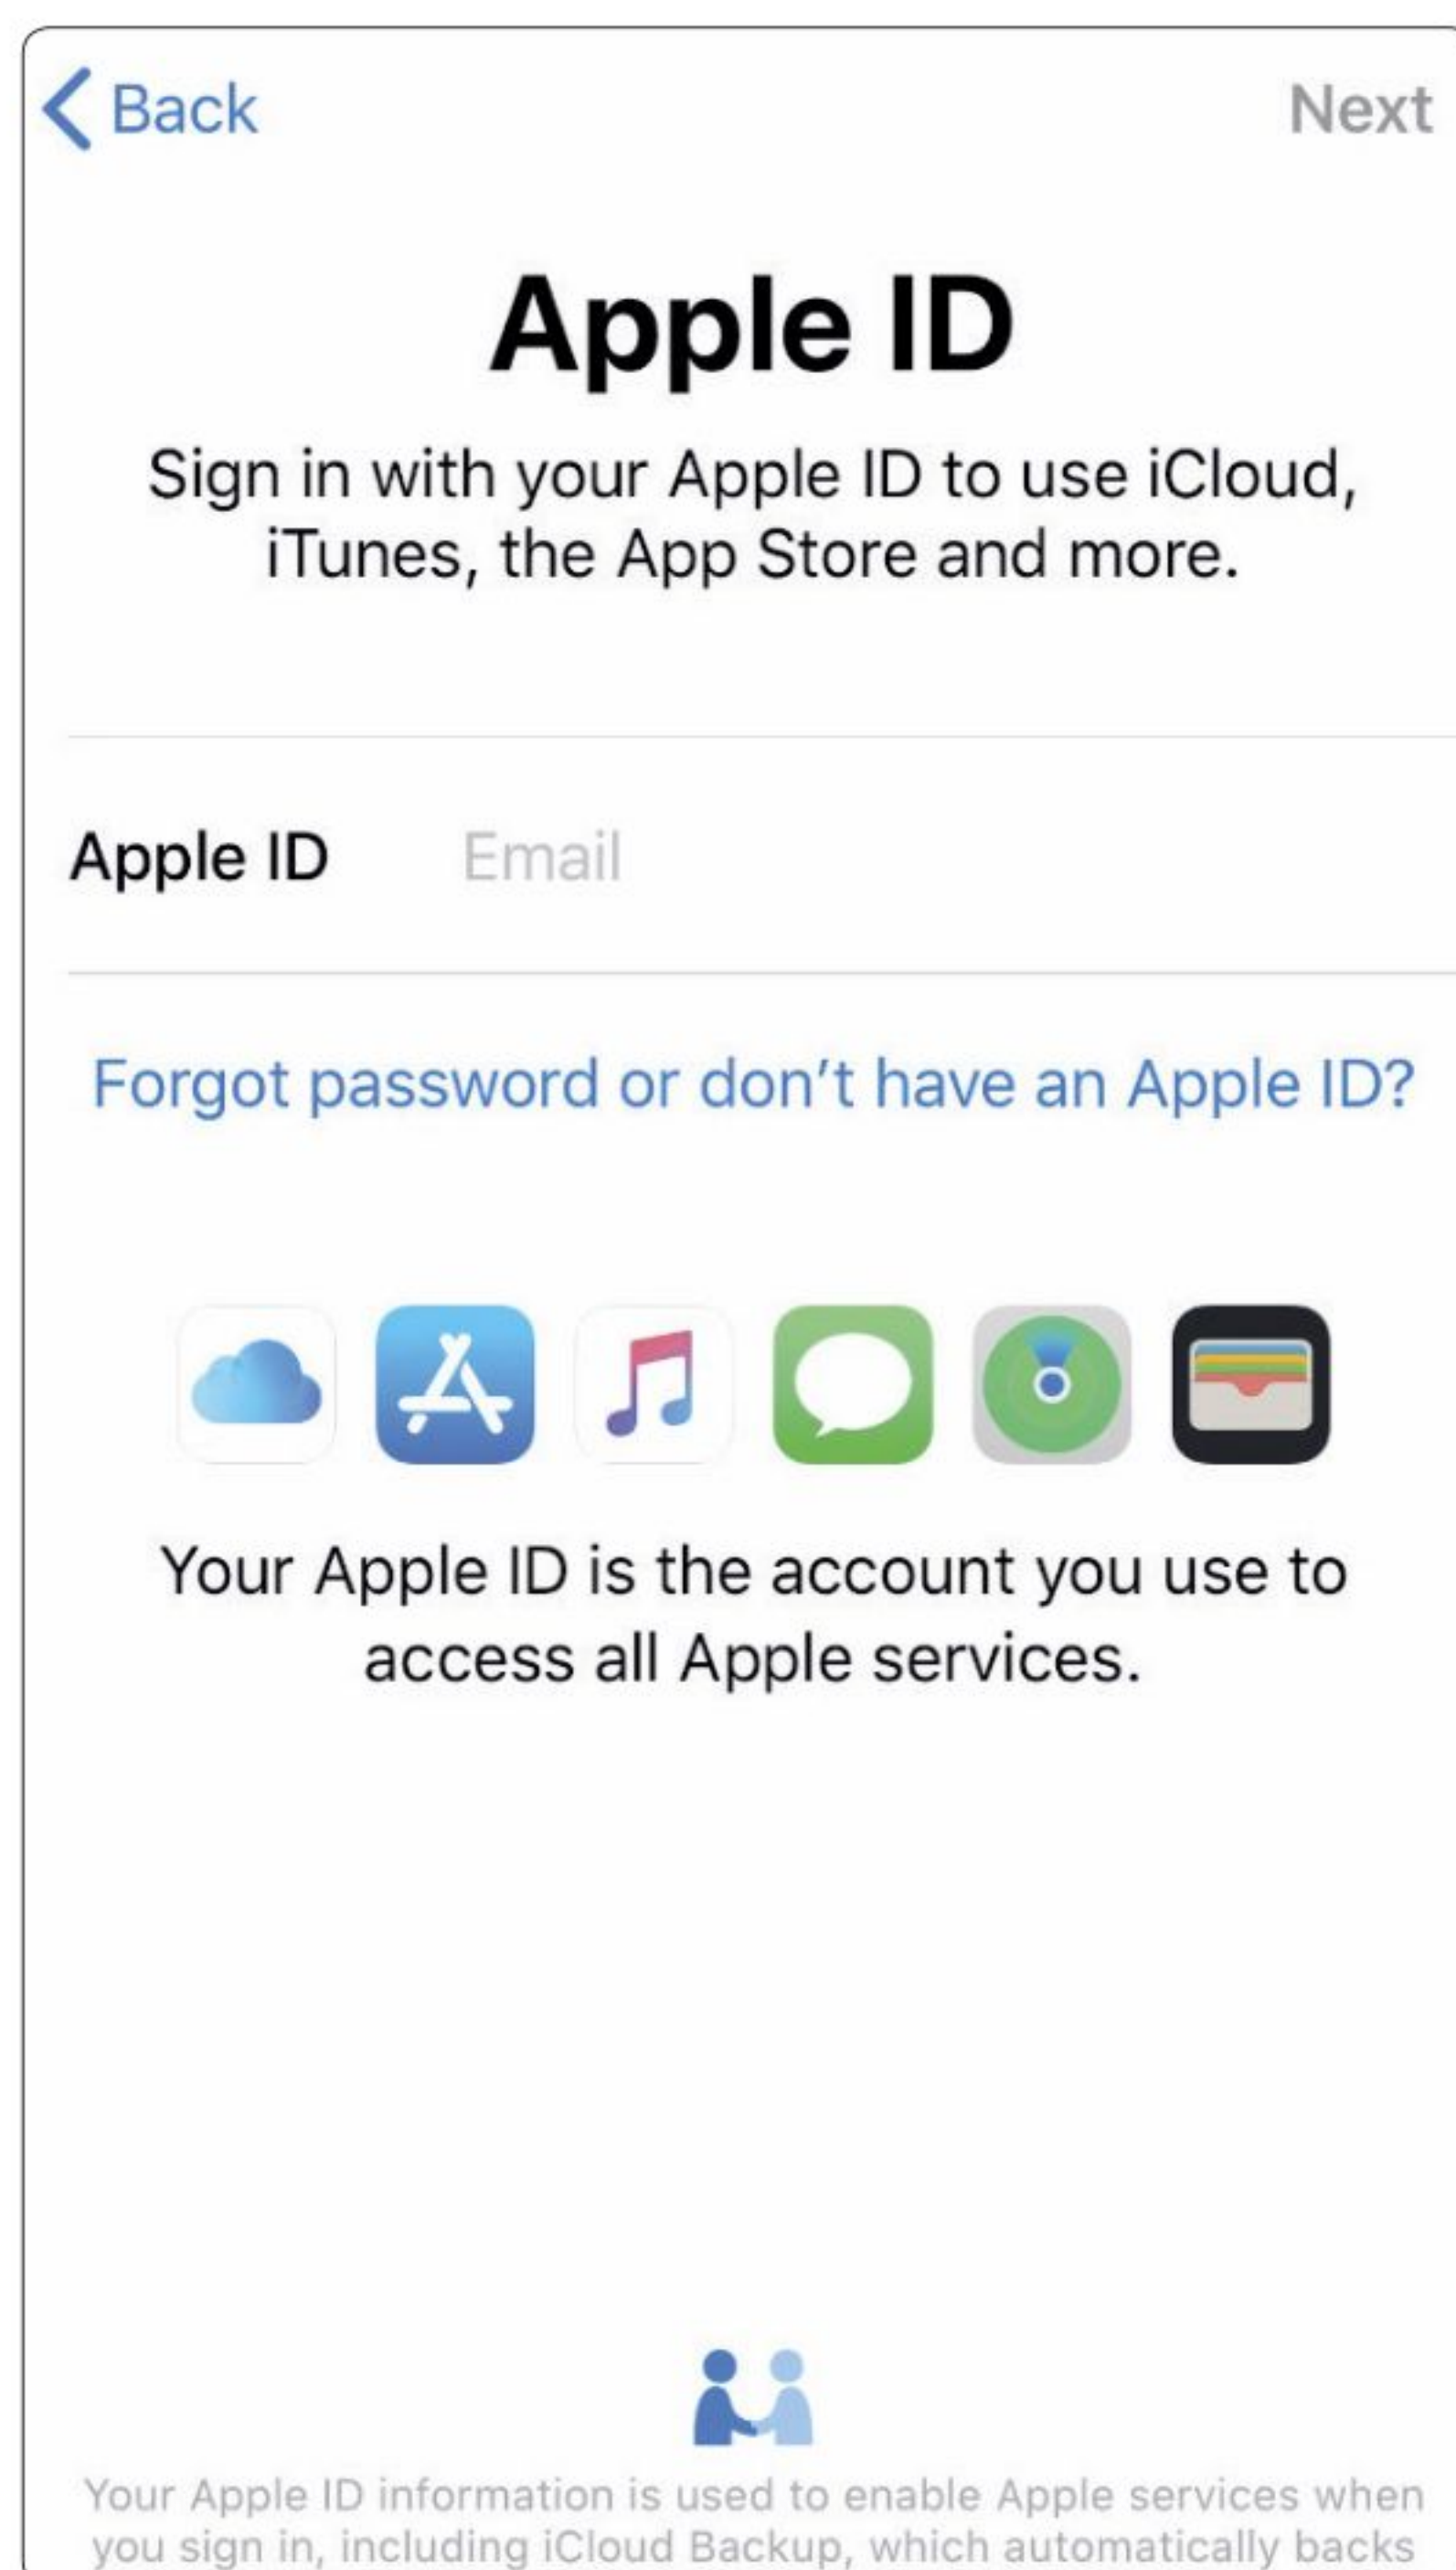 Back
Next
Apple ID
Sign in with your Apple ID to use iCloud,
iTunes, the App Store and more.
Apple ID
Email
Forgot password or don’t have an Apple ID?
Your Apple ID is the account you use to
access all Apple services.
Your Apple ID information is used to enable Apple services when
you sign in, including iCloud Backup, which automatically backs